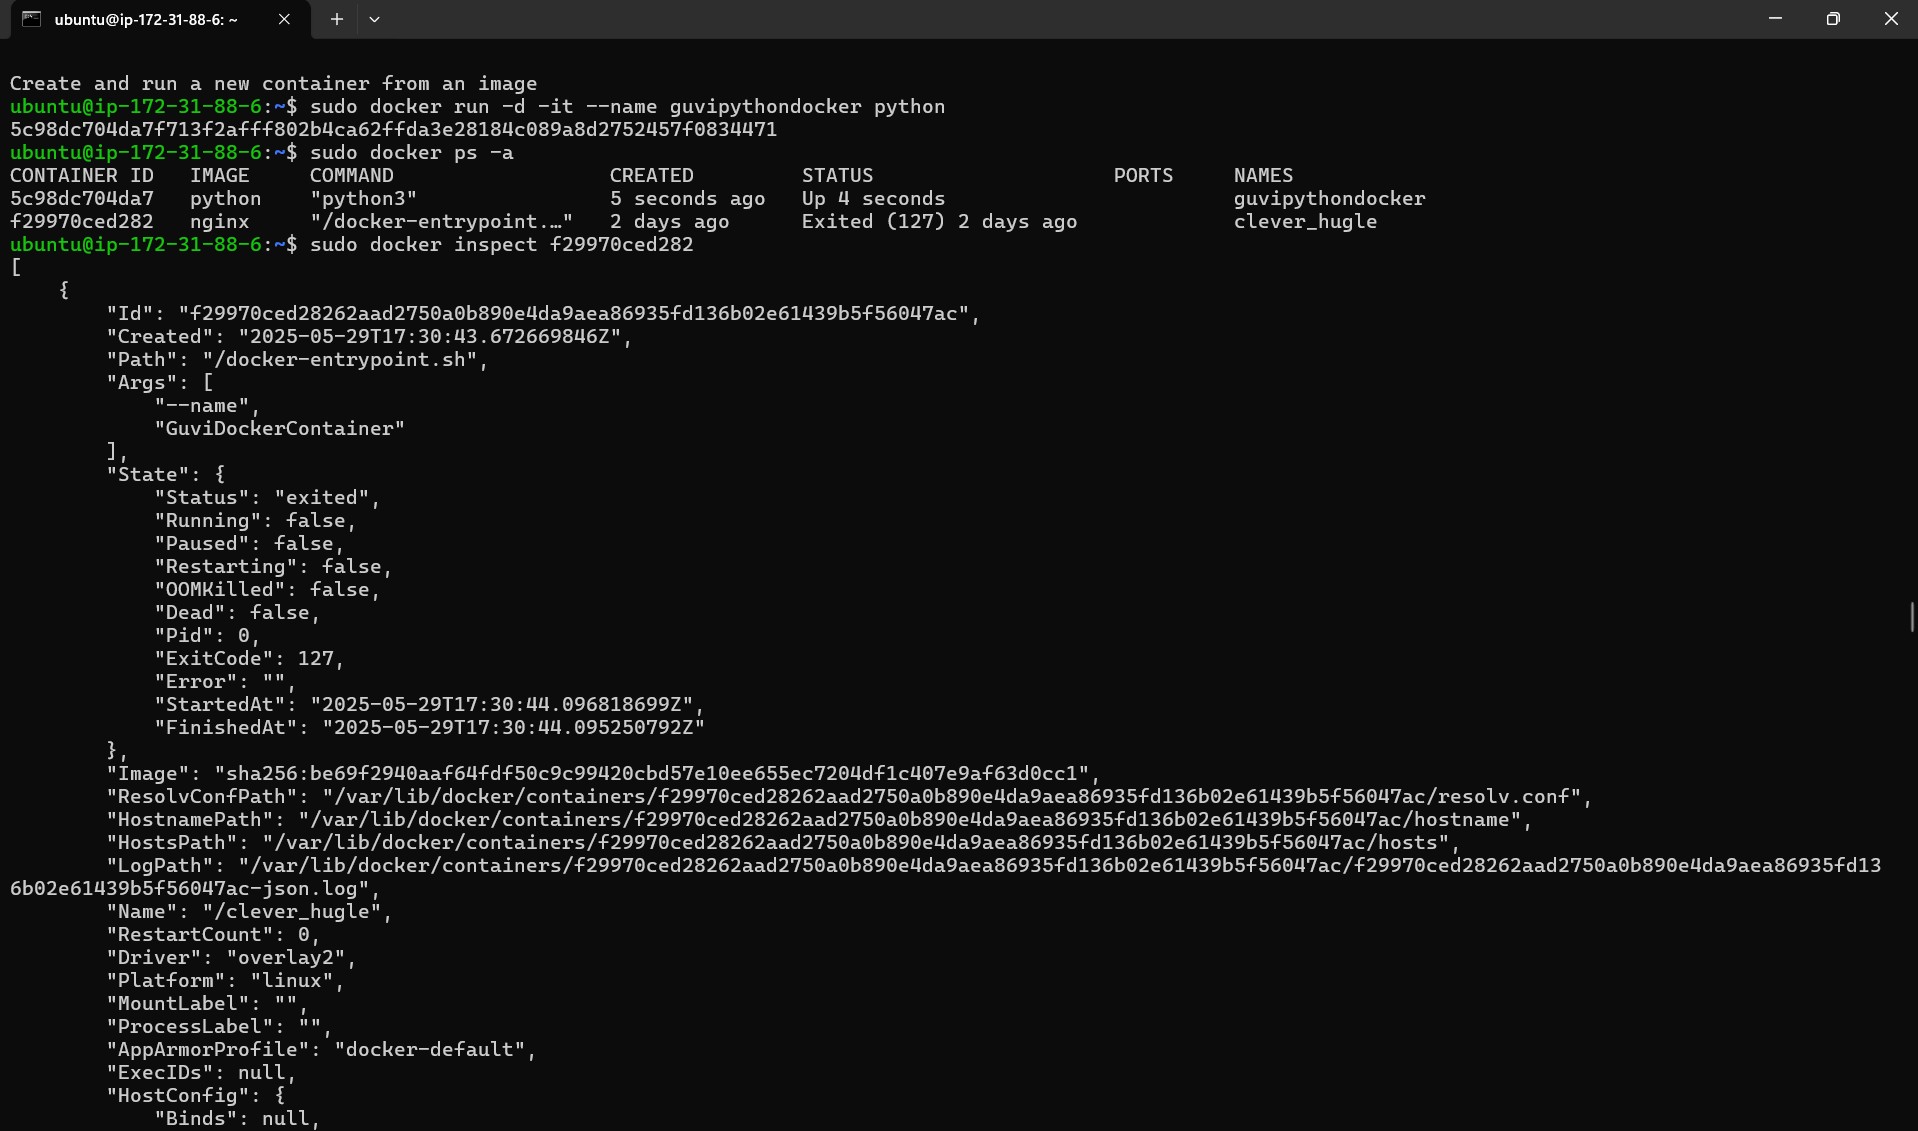 ubuntu@ip-172-31-88-6: ~
Create and run a new container from an image
ubuntu@ip-172-31-88-6:~$ sudo docker run -d -it --name guvipythondocker python
5c98dc704da7f713f2afff802b4ca62ffda3e28184c089a8d2752457f0834471
ubuntu@ip-172-31-88-6:~$ sudo docker ps -a
CONTAINER ID   IMAGE     COMMAND                  CREATED         STATUS                    PORTS     NAMES
5c98dc704da7   python    "python3"                5 seconds ago   Up 4 seconds                        guvipythondocker
f29970ced282   nginx     "/docker-entrypoint.…"   2 days ago      Exited (127) 2 days ago             clever_hugle
ubuntu@ip-172-31-88-6:~$ sudo docker inspect f29970ced282
[
    {
        "Id": "f29970ced28262aad2750a0b890e4da9aea86935fd136b02e61439b5f56047ac",
        "Created": "2025-05-29T17:30:43.672669846Z",
        "Path": "/docker-entrypoint.sh",
        "Args": [
            "--name",
            "GuviDockerContainer"
        ],
        "State": {
            "Status": "exited",
            "Running": false,
            "Paused": false,
            "Restarting": false,
            "OOMKilled": false,
            "Dead": false,
            "Pid": 0,
            "ExitCode": 127,
            "Error": "",
            "StartedAt": "2025-05-29T17:30:44.096818699Z",
            "FinishedAt": "2025-05-29T17:30:44.095250792Z"
        },
        "Image": "sha256:be69f2940aaf64fdf50c9c99420cbd57e10ee655ec7204df1c407e9af63d0cc1",
        "ResolvConfPath": "/var/lib/docker/containers/f29970ced28262aad2750a0b890e4da9aea86935fd136b02e61439b5f56047ac/resolv.conf",
        "HostnamePath": "/var/lib/docker/containers/f29970ced28262aad2750a0b890e4da9aea86935fd136b02e61439b5f56047ac/hostname",
        "HostsPath": "/var/lib/docker/containers/f29970ced28262aad2750a0b890e4da9aea86935fd136b02e61439b5f56047ac/hosts",
        "LogPath": "/var/lib/docker/containers/f29970ced28262aad2750a0b890e4da9aea86935fd136b02e61439b5f56047ac/f29970ced28262aad2750a0b890e4da9aea86935fd13
6b02e61439b5f56047ac-json.log",
        "Name": "/clever_hugle",
        "RestartCount": 0,
        "Driver": "overlay2",
        "Platform": "linux",
        "MountLabel": "",
        "ProcessLabel": "",
        "AppArmorProfile": "docker-default",
        "ExecIDs": null,
        "HostConfig": {
            "Binds": null,